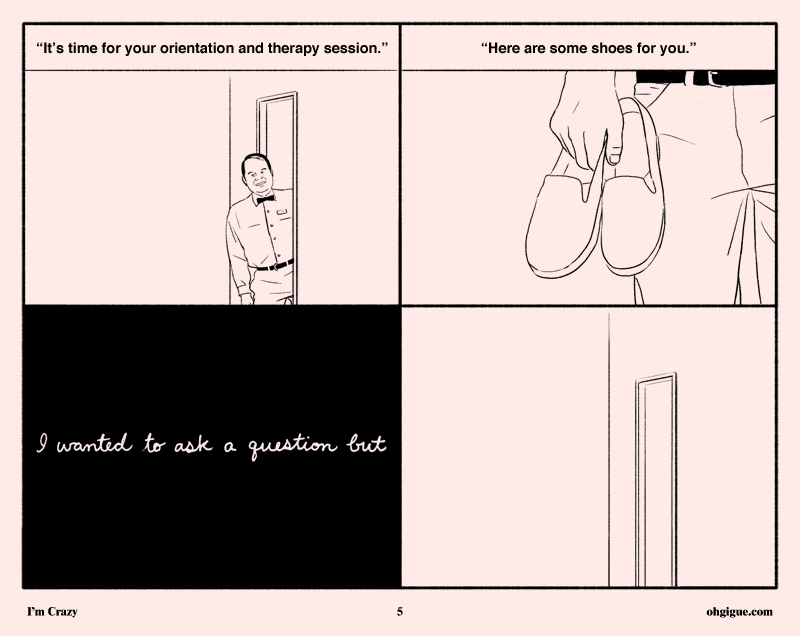 “It’s time for your orientation and therapy session.”
“Here are some shoes for you.”
I wanted to ask a question but
I’m Crazy
5
ohgigue.com